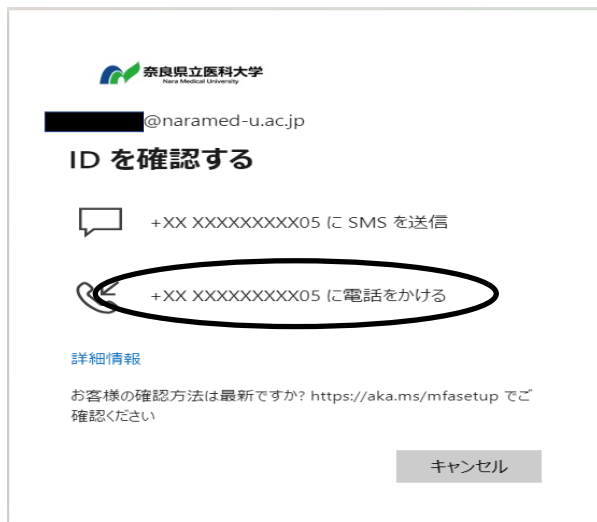 奈良県立医科大学
Nara Medical University
@naramed-u.ac.jp
ID を確認する
+XX XXXXXXXXX05 に SMS を送信
+XX XXXXXXXXX05 に電話をかける
詳細情報
お客様の確認方法は最新ですか? https://aka.ms/mfasetup でご
確認ください
キャンセル